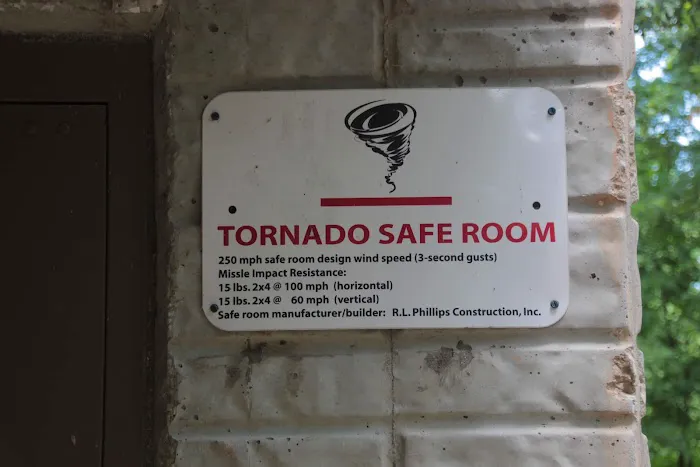 TORNADO SAFE ROOM
250 mph safe room design wind speed (3-second gusts)
Missle Impact Resistance:
15 lbs. 2x4 @ 100 mph (horizontal)
15 lbs. 2x4 @ 60 mph (vertical)
Safe room manufacturer/builder: R.L. Phillips Construction, Inc.